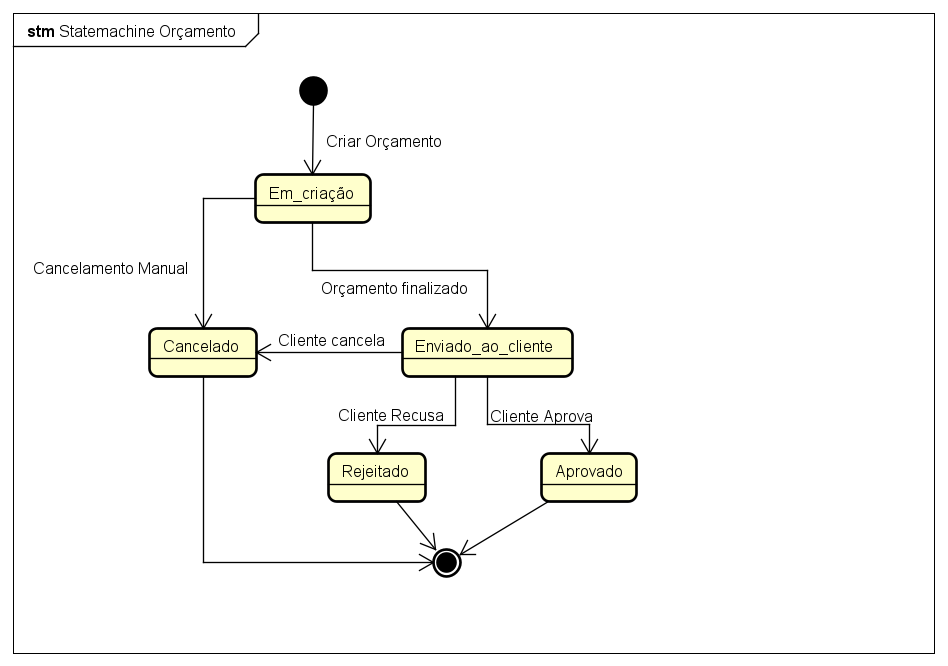 stm Statemachine Orçamento
Criar Orçamento
Em_criação
Cancelamento Manual
Orçamento finalizado
Cancelado
Cliente cancela
Enviado_ao_cliente
Cliente Recusa
Cliente Aprova
Rejeitado
Aprovado